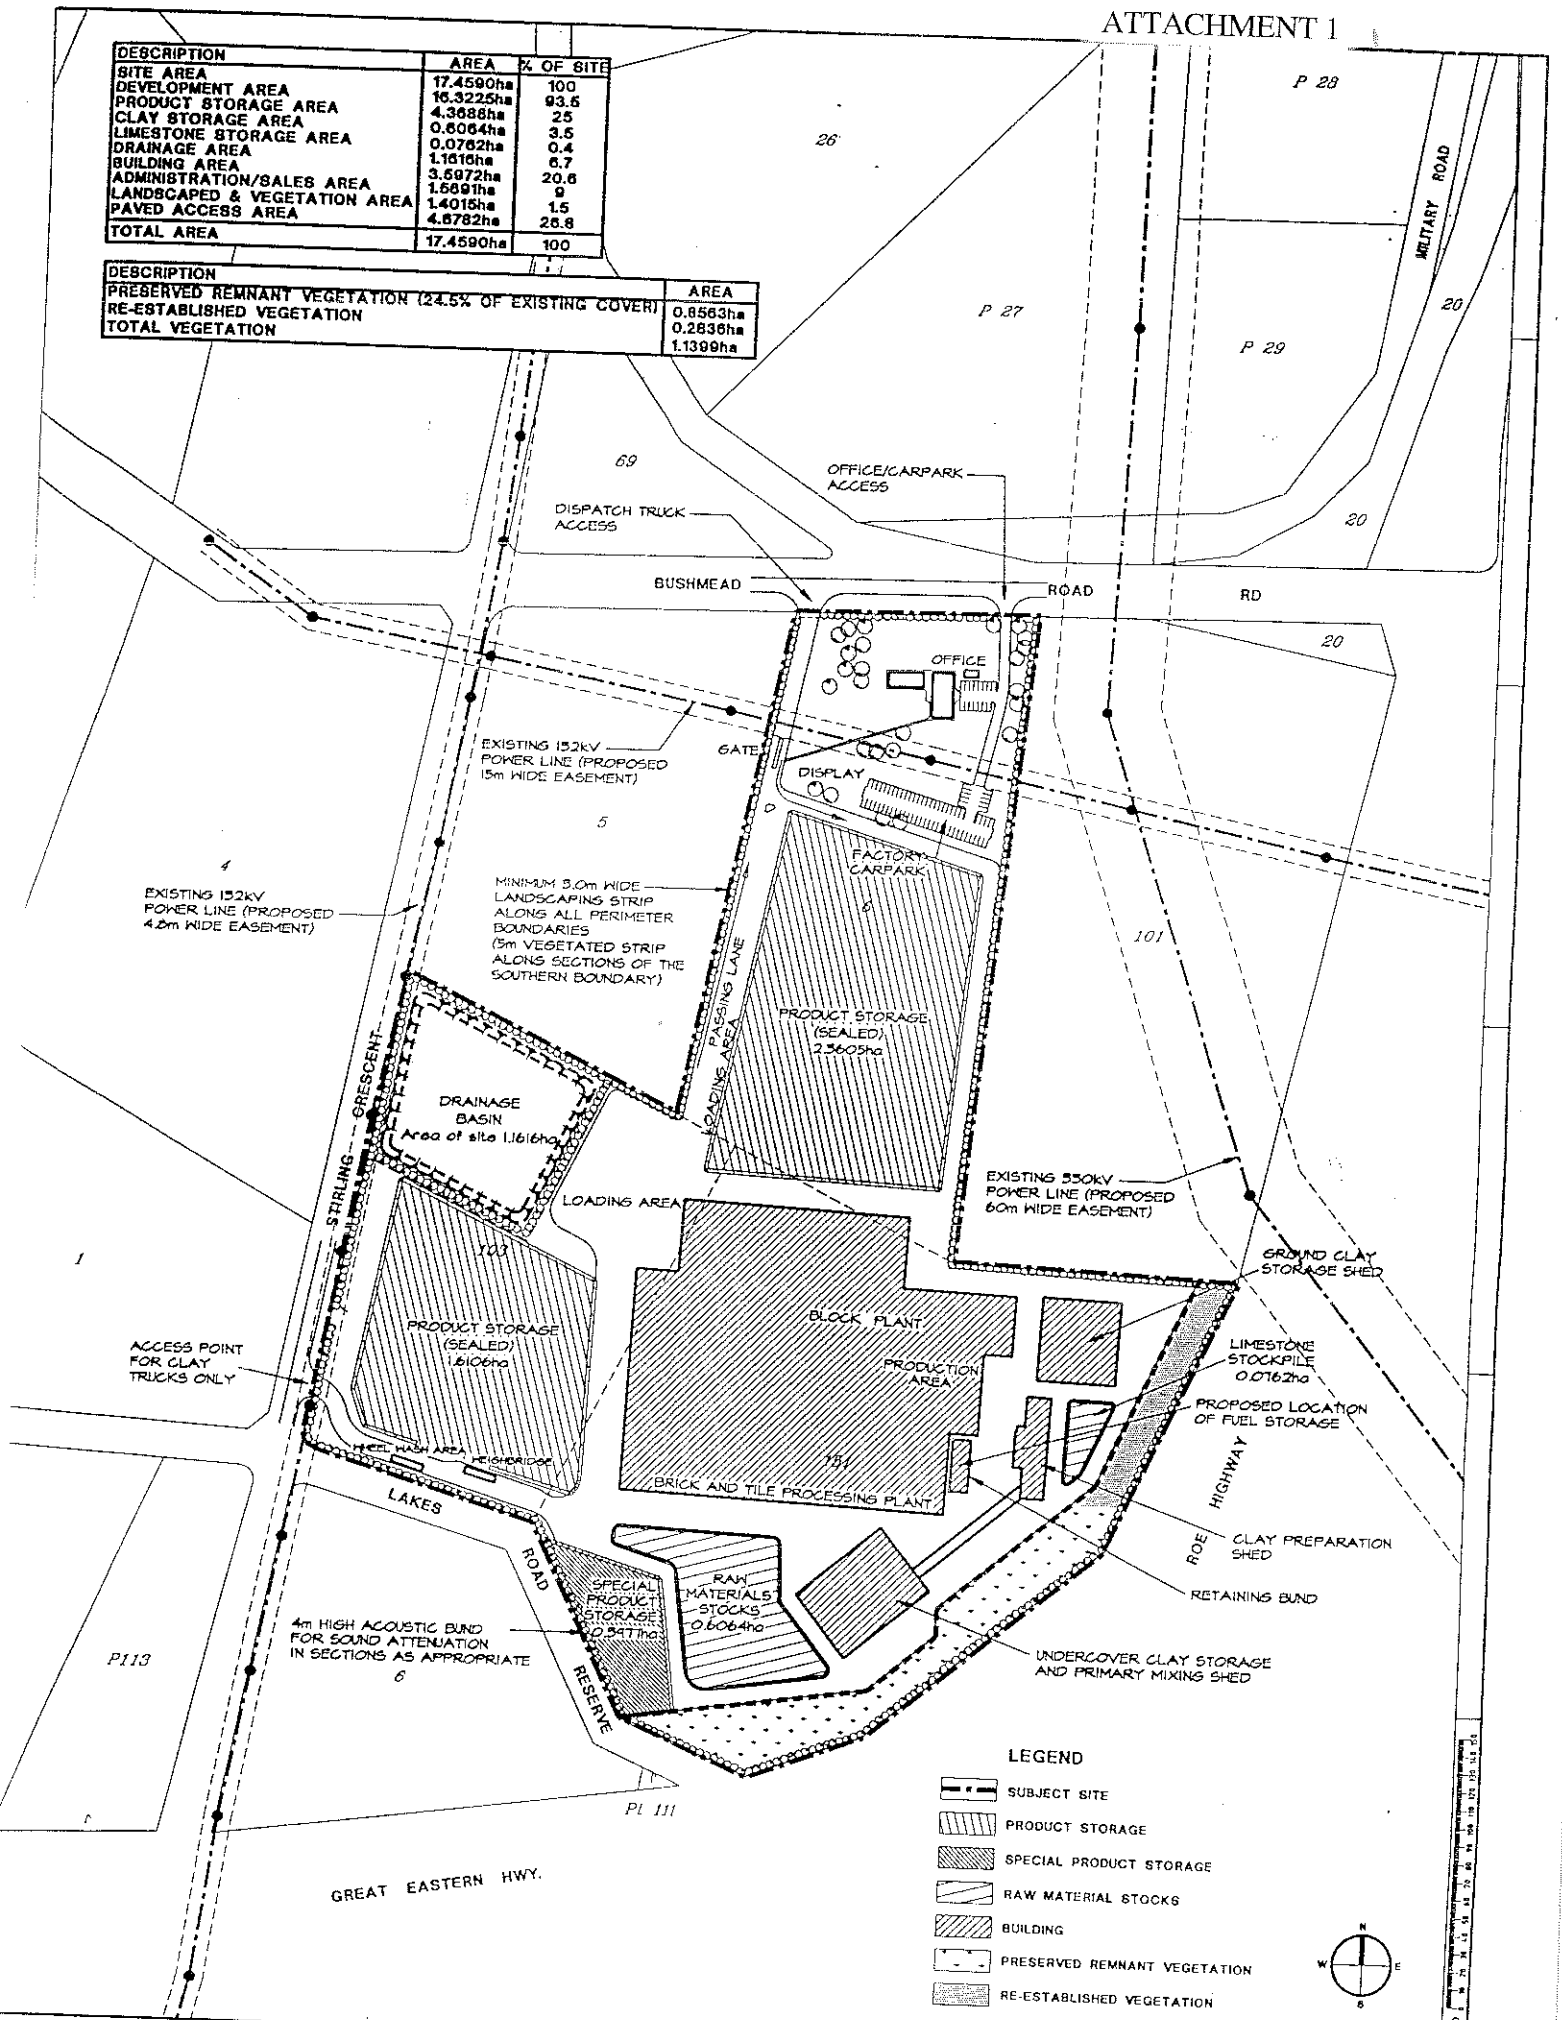 ATTACHMENT 1
DESCRIPTION AREA % OF SITE
SITE AREA 17.4590ha 100
DEVELOPMENT AREA 16.3225ha 93.5
PRODUCT STORAGE AREA 4.3688ha 25
CLAY STORAGE AREA 0.6064ha 3.5
LIMESTONE STORAGE AREA 0.0762ha 0.4
DRAINAGE AREA 1.1616ha 6.7
BUILDING AREA 3.5972ha 20.6
ADMINISTRATION/SALES AREA 1.5691ha 9
LANDSCAPED & VEGETATION AREA 1.4015ha 1.5
PAVED ACCESS AREA 4.6782ha 26.8
TOTAL AREA 17.4590ha 100
DESCRIPTION AREA
PRESERVED REMNANT VEGETATION (24.5% OF EXISTING COVER) 0.8563ha
RE-ESTABLISHED VEGETATION 0.2836ha
TOTAL VEGETATION 1.1399ha
26
P 28
MILITARY ROAD
P 27
P 29
20
69
OFFICE/CARPARK
ACCESS
DISPATCH TRUCK
ACCESS
20
BUSHMEAD
ROAD
RD
20
OFFICE
GATE
DISPLAY
EXISTING 132kV
POWER LINE (PROPOSED
15m WIDE EASEMENT)
5
4
EXISTING 132kV
POWER LINE (PROPOSED
4.8m WIDE EASEMENT)
FACTORY
CARPARK
6
MINIMUM 3.0m WIDE
LANDSCAPING STRIP
ALONG ALL PERIMETER
BOUNDARIES
(5m VEGETATED STRIP
ALONG SECTIONS OF THE
SOUTHERN BOUNDARY)
101
PASSING LANE
LOADING AREA
PRODUCT STORAGE
(SEALED)
2.3605ha
STIRLING CRESCENT
DRAINAGE
BASIN
Area of site 1.1616ha
LOADING AREA
EXISTING 330kV
POWER LINE (PROPOSED
60m WIDE EASEMENT)
1
103
GROUND CLAY
STORAGE SHED
PRODUCT STORAGE
(SEALED)
1.6106ha
BLOCK PLANT
PRODUCTION
AREA
LIMESTONE
STOCKPILE
0.0762ha
ACCESS POINT
FOR CLAY
TRUCKS ONLY
PROPOSED LOCATION
OF FUEL STORAGE
WHEEL WASH AREA
WEIGHBRIDGE
151
BRICK AND TILE PROCESSING PLANT
ROE HIGHWAY
LAKES ROAD RESERVE
CLAY PREPARATION
SHED
RETAINING BUND
SPECIAL
PRODUCT
STORAGE
0.3977ha
RAW
MATERIALS
STOCKS
0.6064ha
4m HIGH ACOUSTIC BUND
FOR SOUND ATTENUATION
IN SECTIONS AS APPROPRIATE
6
P113
UNDERCOVER CLAY STORAGE
AND PRIMARY MIXING SHED
Pt 111
GREAT EASTERN HWY.
LEGEND
SUBJECT SITE
PRODUCT STORAGE
SPECIAL PRODUCT STORAGE
RAW MATERIAL STOCKS
BUILDING
PRESERVED REMNANT VEGETATION
RE-ESTABLISHED VEGETATION
N
W E
S